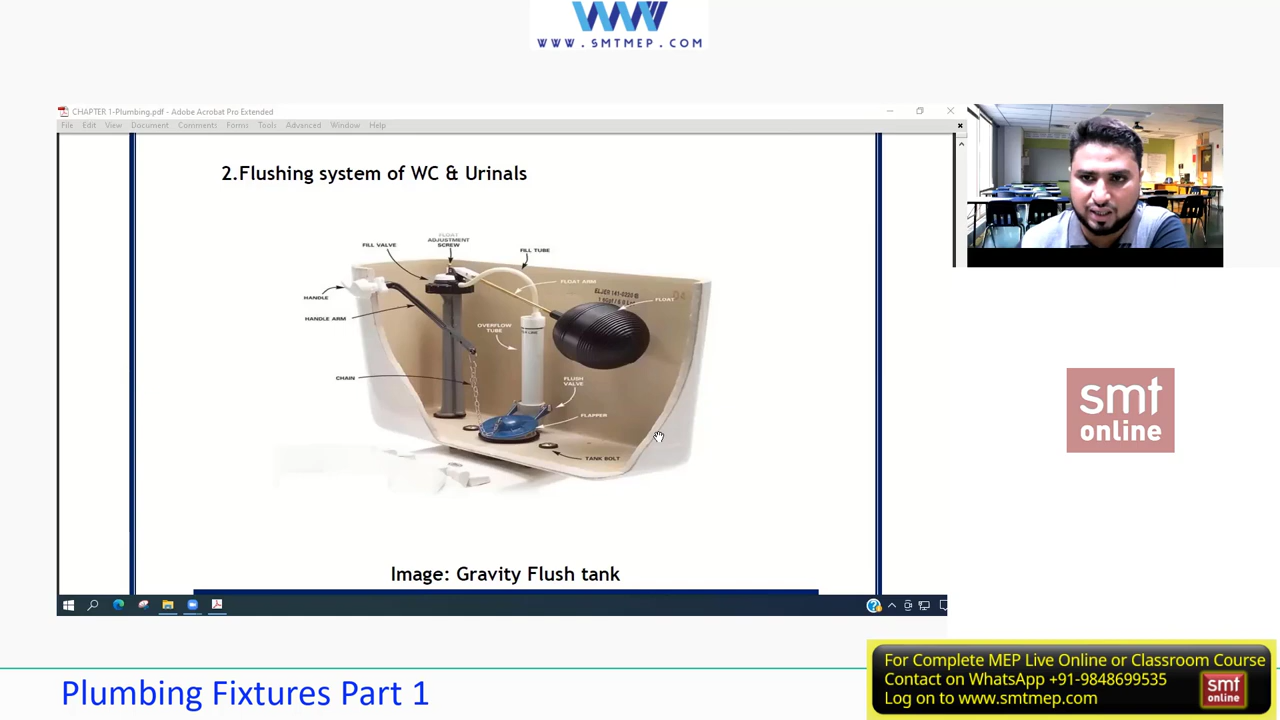 WWW.SMTMEP.COM
CHAPTER 1-Plumbing.pdf - Adobe Acrobat Pro Extended
File Edit View Document Comments Forms Tools Advanced Window Help
2.Flushing system of WC & Urinals
FLOAT
ADJUSTMENT
SCREW
FILL VALVE
FILL TUBE
FLOAT ARM
HANDLE
FLOAT
HANDLE ARM
OVERFLOW
TUBE
CHAIN
FLUSH
VALVE
FLAPPER
TANK BOLT
Image: Gravity Flush tank
smt
online
Plumbing Fixtures Part 1
For Complete MEP Live Online or Classroom Course
Contact on WhatsApp +91-9848699535
Log on to www.smtmep.com
smt
online